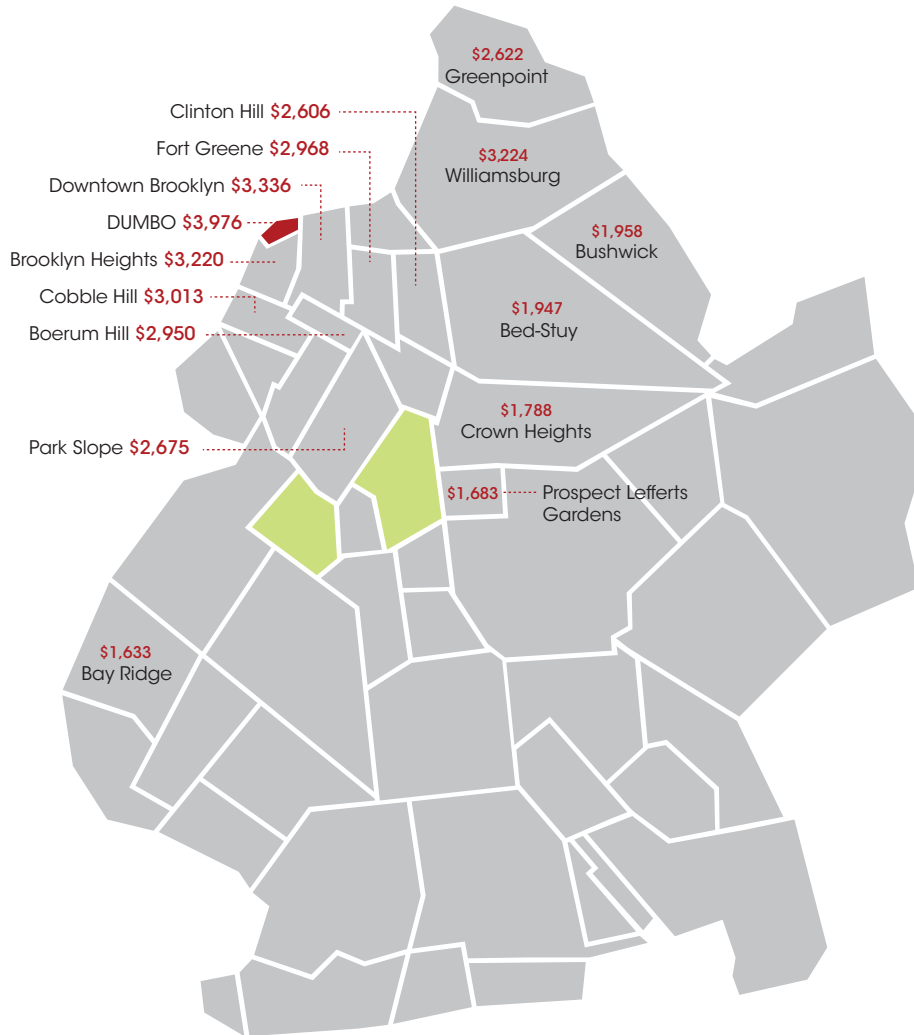 $2,622
Greenpoint
Clinton Hill $2,606
Fort Greene $2,968
$3,224
Williamsburg
Downtown Brooklyn $3,336
DUMBO $3,976
$1,958
Bushwick
Brooklyn Heights $3,220
Cobble Hill $3,013
$1,947
Bed-Stuy
Boerum Hill $2,950
$1,788
Crown Heights
Park Slope $2,675
$1,683 Prospect Lefferts
Gardens
$1,633
Bay Ridge